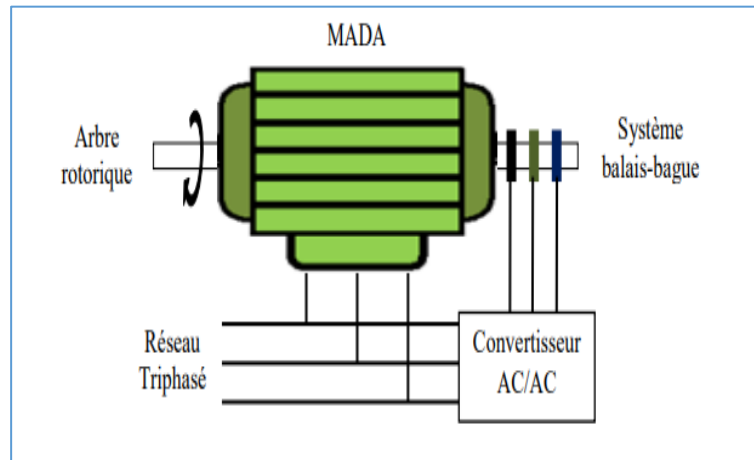 MADA
Arbre
rotorique
Système
balais-bague
Réseau
Triphasé
Convertisseur
AC/AC